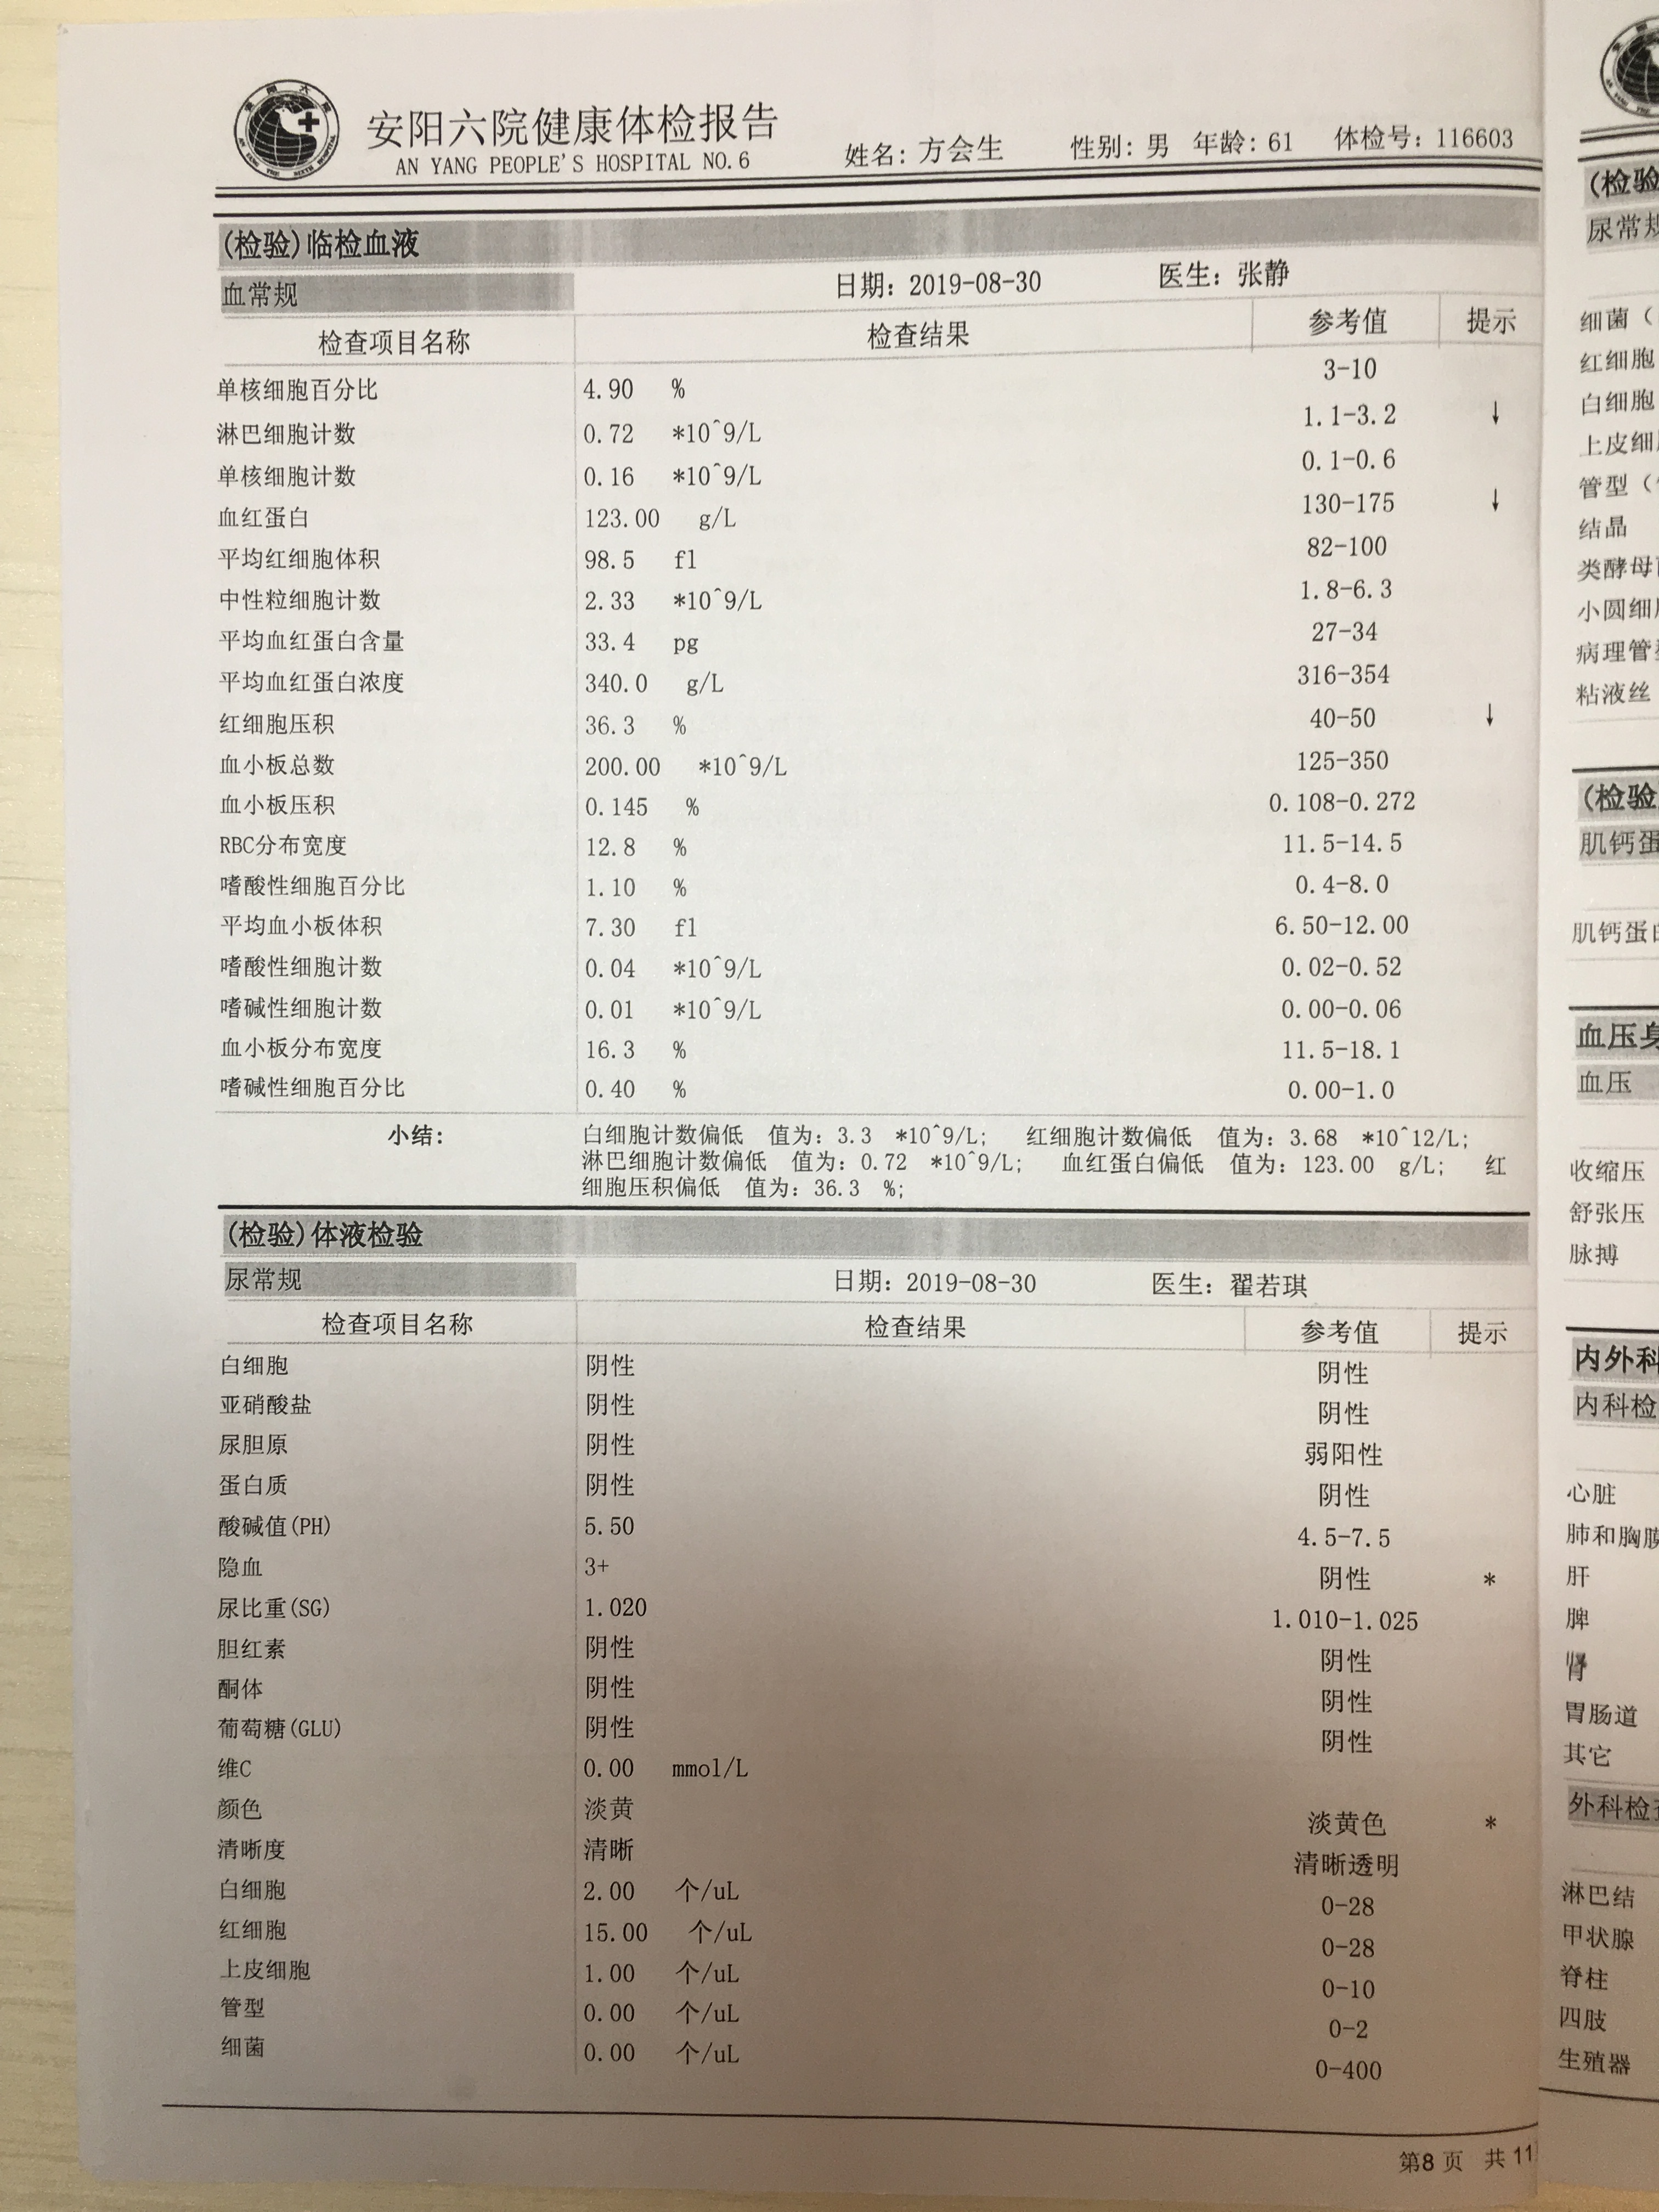 安阳六院健康体检报告
AN YANG PEOPLE'S HOSPITAL NO.6
姓名: 方会生 性别: 男 年龄: 61 体检号: 116603
(检验)临检血液
血常规 日期: 2019-08-30 医生: 张静
检查项目名称 检查结果 参考值 提示
单核细胞百分比 4.90 % 3-10
淋巴细胞计数 0.72 *10^9/L 1.1-3.2 ↓
单核细胞计数 0.16 *10^9/L 0.1-0.6
血红蛋白 123.00 g/L 130-175 ↓
平均红细胞体积 98.5 fl 82-100
中性粒细胞计数 2.33 *10^9/L 1.8-6.3
平均血红蛋白含量 33.4 pg 27-34
平均血红蛋白浓度 340.0 g/L 316-354
红细胞压积 36.3 % 40-50 ↓
血小板总数 200.00 *10^9/L 125-350
血小板压积 0.145 % 0.108-0.272
RBC分布宽度 12.8 % 11.5-14.5
嗜酸性细胞百分比 1.10 % 0.4-8.0
平均血小板体积 7.30 fl 6.50-12.00
嗜酸性细胞计数 0.04 *10^9/L 0.02-0.52
嗜碱性细胞计数 0.01 *10^9/L 0.00-0.06
血小板分布宽度 16.3 % 11.5-18.1
嗜碱性细胞百分比 0.40 % 0.00-1.0
小结: 白细胞计数偏低 值为: 3.3 *10^9/L; 红细胞计数偏低 值为: 3.68 *10^12/L;
淋巴细胞计数偏低 值为: 0.72 *10^9/L; 血红蛋白偏低 值为: 123.00 g/L; 红
细胞压积偏低 值为: 36.3 %;
(检验)体液检验
尿常规 日期: 2019-08-30 医生: 翟若琪
检查项目名称 检查结果 参考值 提示
白细胞 阴性 阴性
亚硝酸盐 阴性 阴性
尿胆原 阴性 弱阳性
蛋白质 阴性 阴性
酸碱值(PH) 5.50 4.5-7.5
隐血 3+ 阴性 *
尿比重(SG) 1.020 1.010-1.025
胆红素 阴性 阴性
酮体 阴性 阴性
葡萄糖(GLU) 阴性 阴性
维C 0.00 mmol/L
颜色 淡黄 淡黄色 *
清晰度 清晰 清晰透明
白细胞 2.00 个/uL 0-28
红细胞 15.00 个/uL 0-28
上皮细胞 1.00 个/uL 0-10
管型 0.00 个/uL 0-2
细菌 0.00 个/uL 0-400
第8 页 共 11
(检验
尿常
细菌（
红细胞
白细胞
上皮细
管型（
结晶
类酵母
小圆细
病理管
粘液丝
(检验
肌钙蛋
肌钙蛋
血压身
血压
收缩压
舒张压
脉搏
内外科
内科检
心脏
肺和胸膜
肝
脾
肾
胃肠道
其它
外科检
淋巴结
甲状腺
脊柱
四肢
生殖器